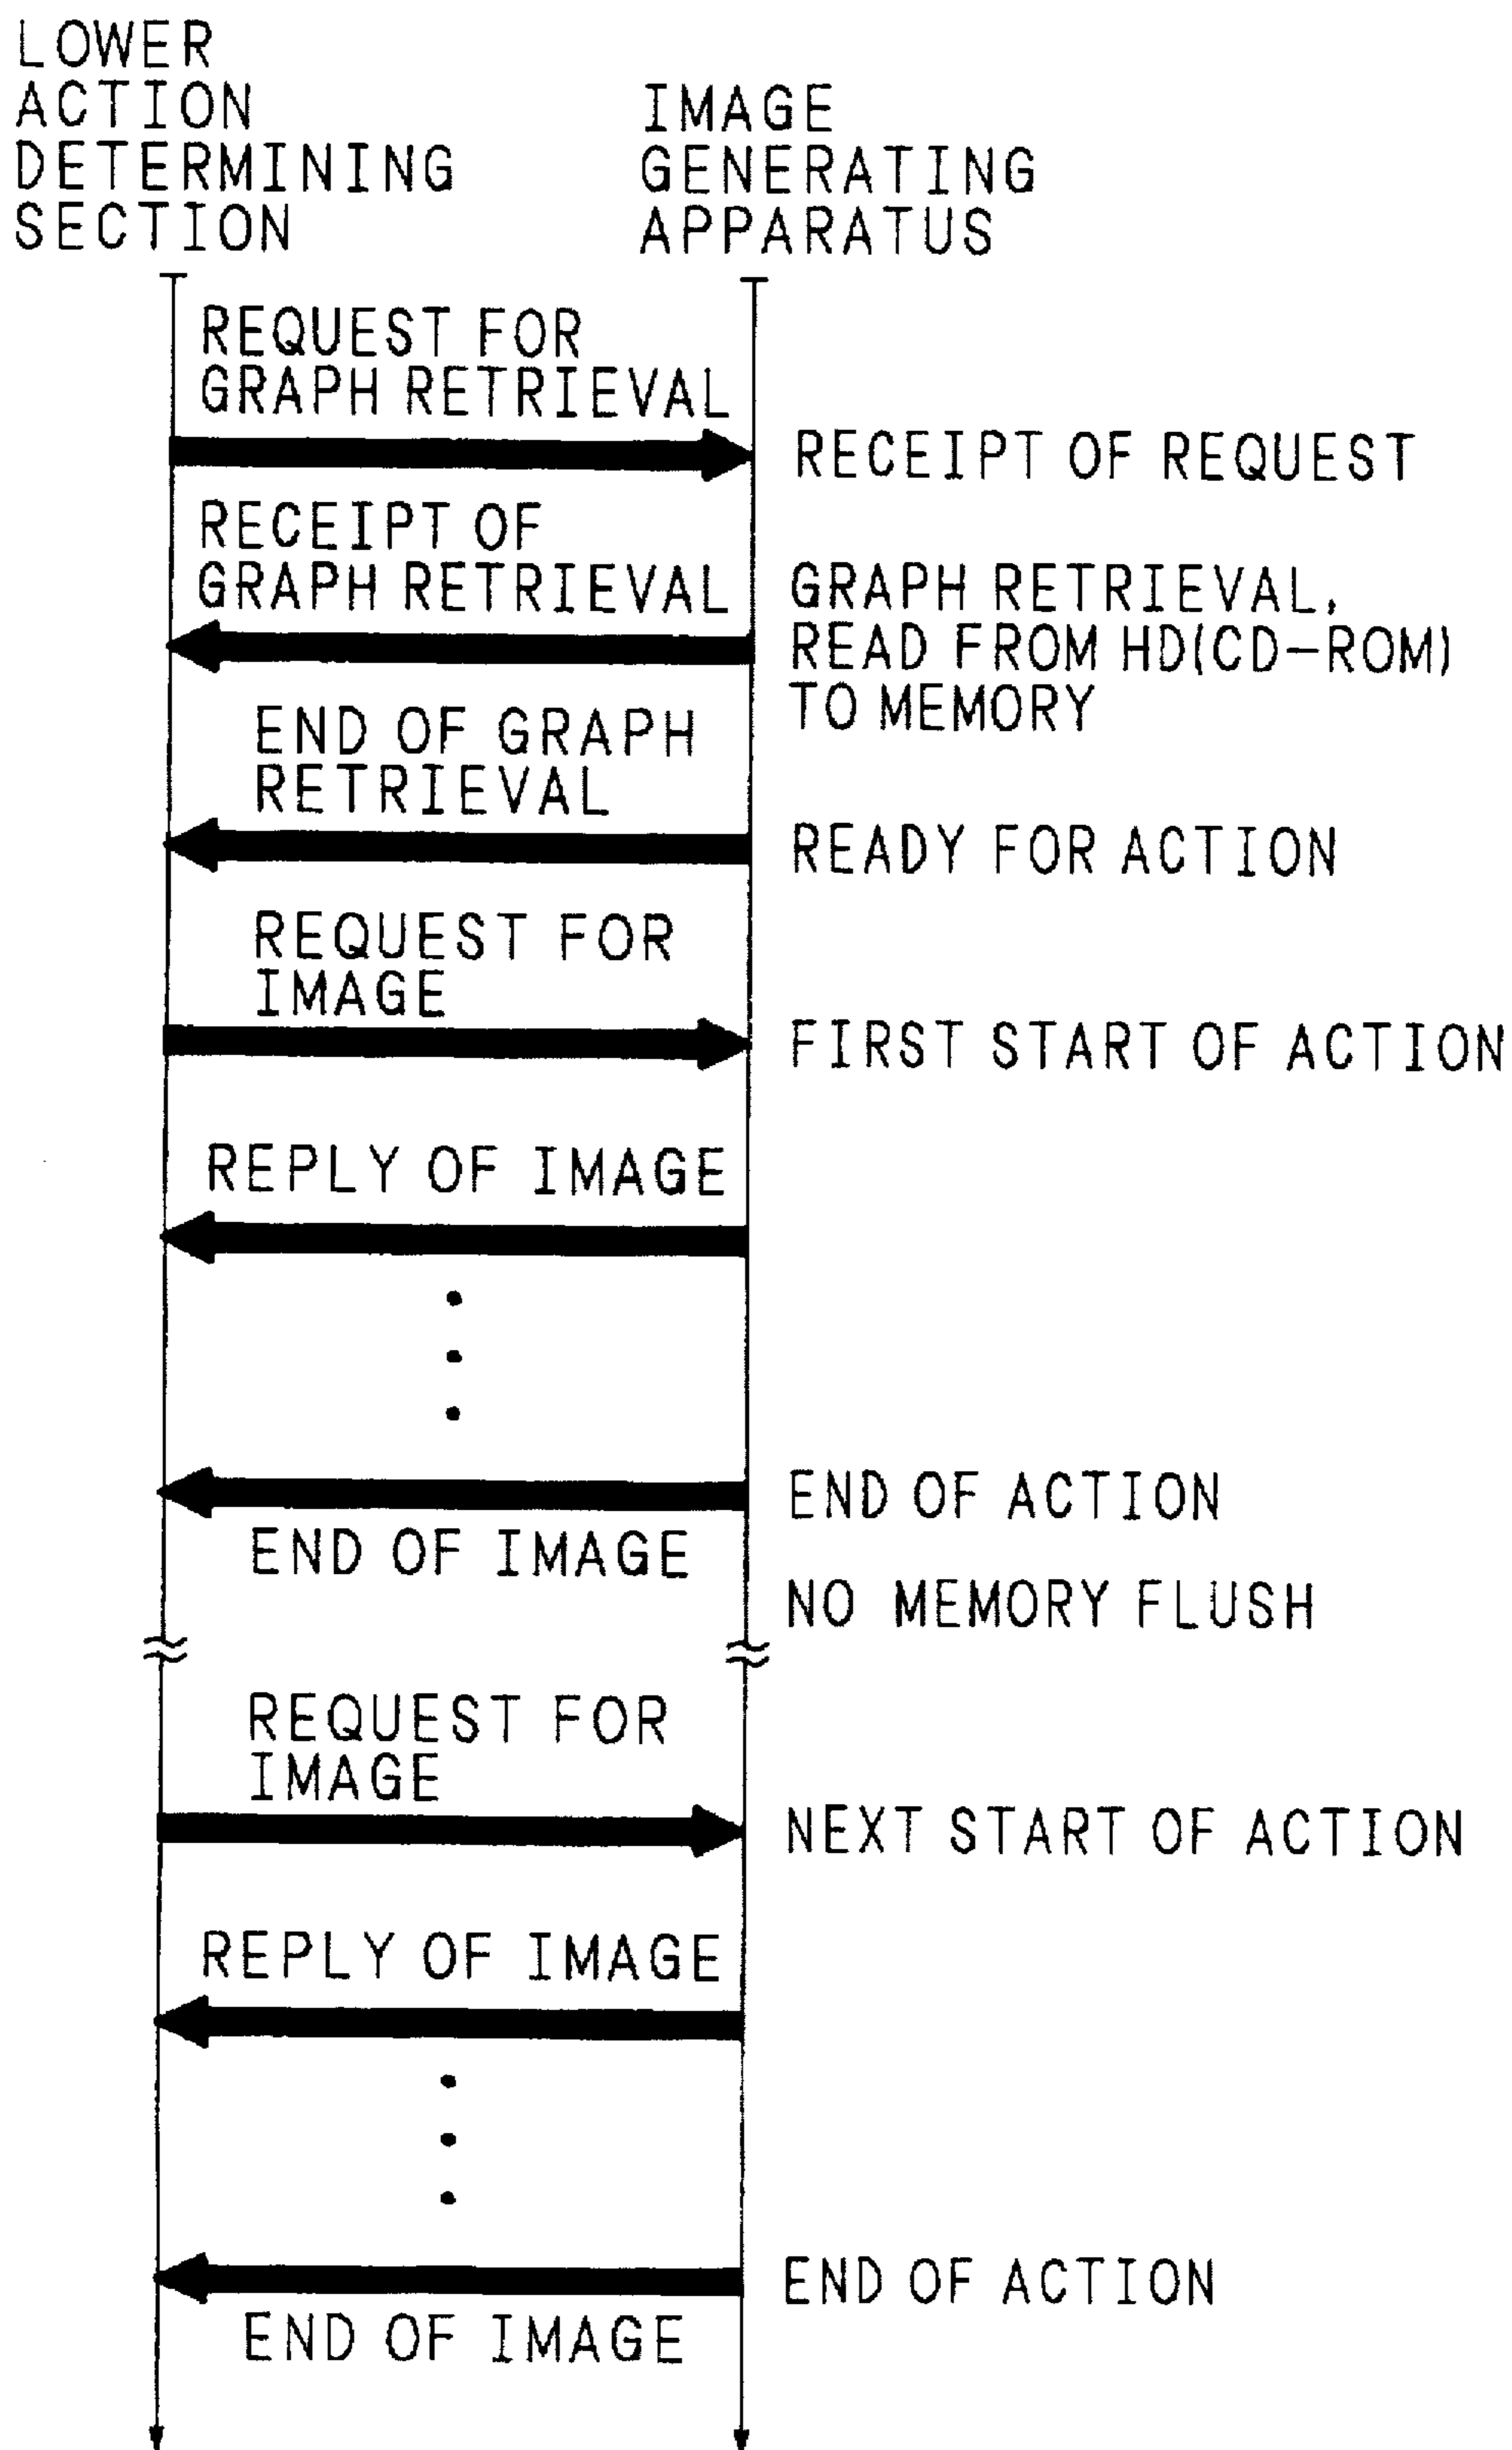 LOWER
ACTION
DETERMINING
SECTION
IMAGE
GENERATING
APPARATUS
REQUEST FOR
GRAPH RETRIEVAL
RECEIPT OF REQUEST
RECEIPT OF
GRAPH RETRIEVAL
GRAPH RETRIEVAL,
READ FROM HD(CD-ROM)
TO MEMORY
END OF GRAPH
RETRIEVAL
READY FOR ACTION
REQUEST FOR
IMAGE
FIRST START OF ACTION
REPLY OF IMAGE
END OF ACTION
END OF IMAGE
NO MEMORY FLUSH
REQUEST FOR
IMAGE
NEXT START OF ACTION
REPLY OF IMAGE
END OF ACTION
END OF IMAGE